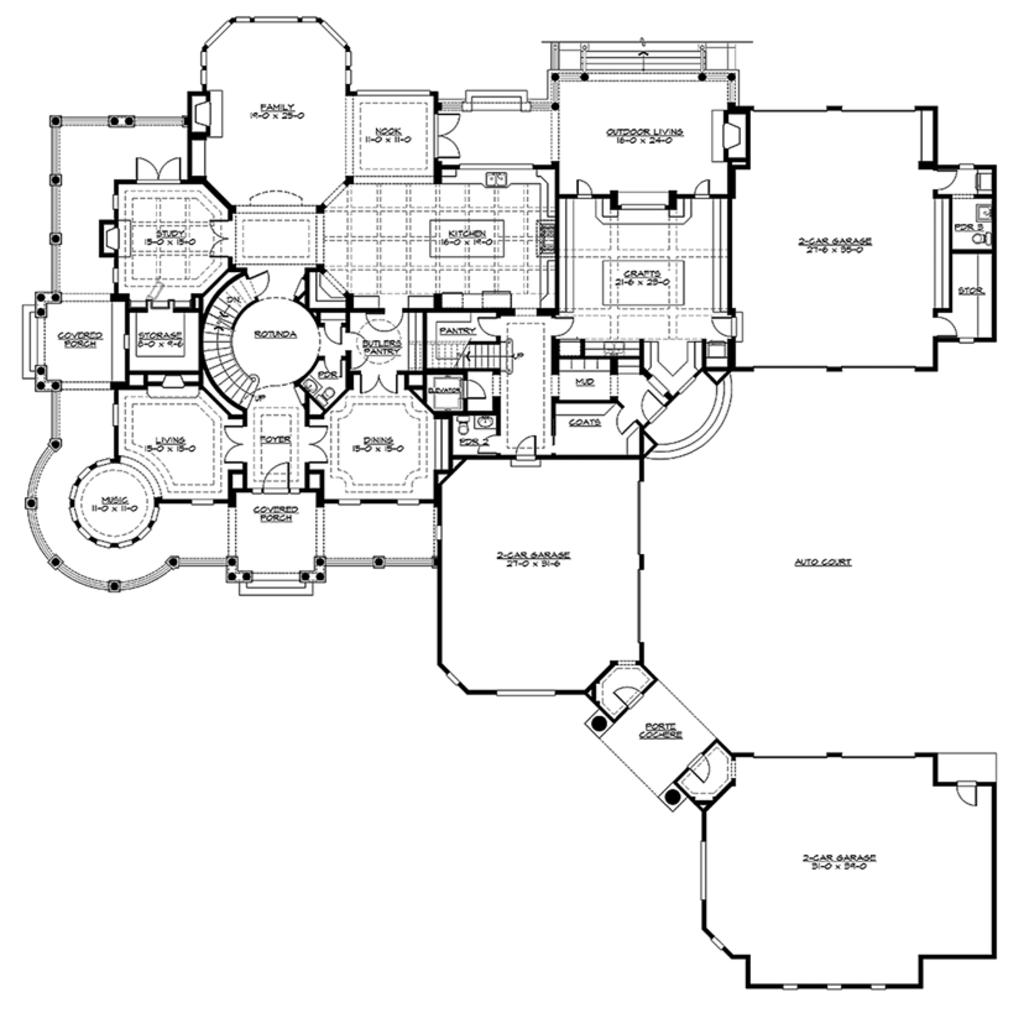 FAMILY
19-0 X 25-0
NOOK
11-0 X 11-0
OUTDOOR LIVING
18-0 X 24-0
STUDY
15-0 X 15-0
KITCHEN
16-0 X 19-0
2-CAR GARAGE
27-6 X 35-0
PDR 3
CRAFTS
21-6 X 23-0
STOR.
DN.
COVERED
PORCH
STORAGE
8-0 X 9-6
ROTUNDA
BUTLERS
PANTRY
PANTRY
PDR
MUD
ELEVATOR
UP
LIVING
15-0 X 15-0
FOYER
DINING
15-0 X 15-0
PDR 2
COATS
MUSIC
11-0 X 11-0
COVERED
PORCH
2-CAR GARAGE
27-0 X 31-6
AUTO COURT
PORTE
COCHERE
2-CAR GARAGE
31-0 X 39-0